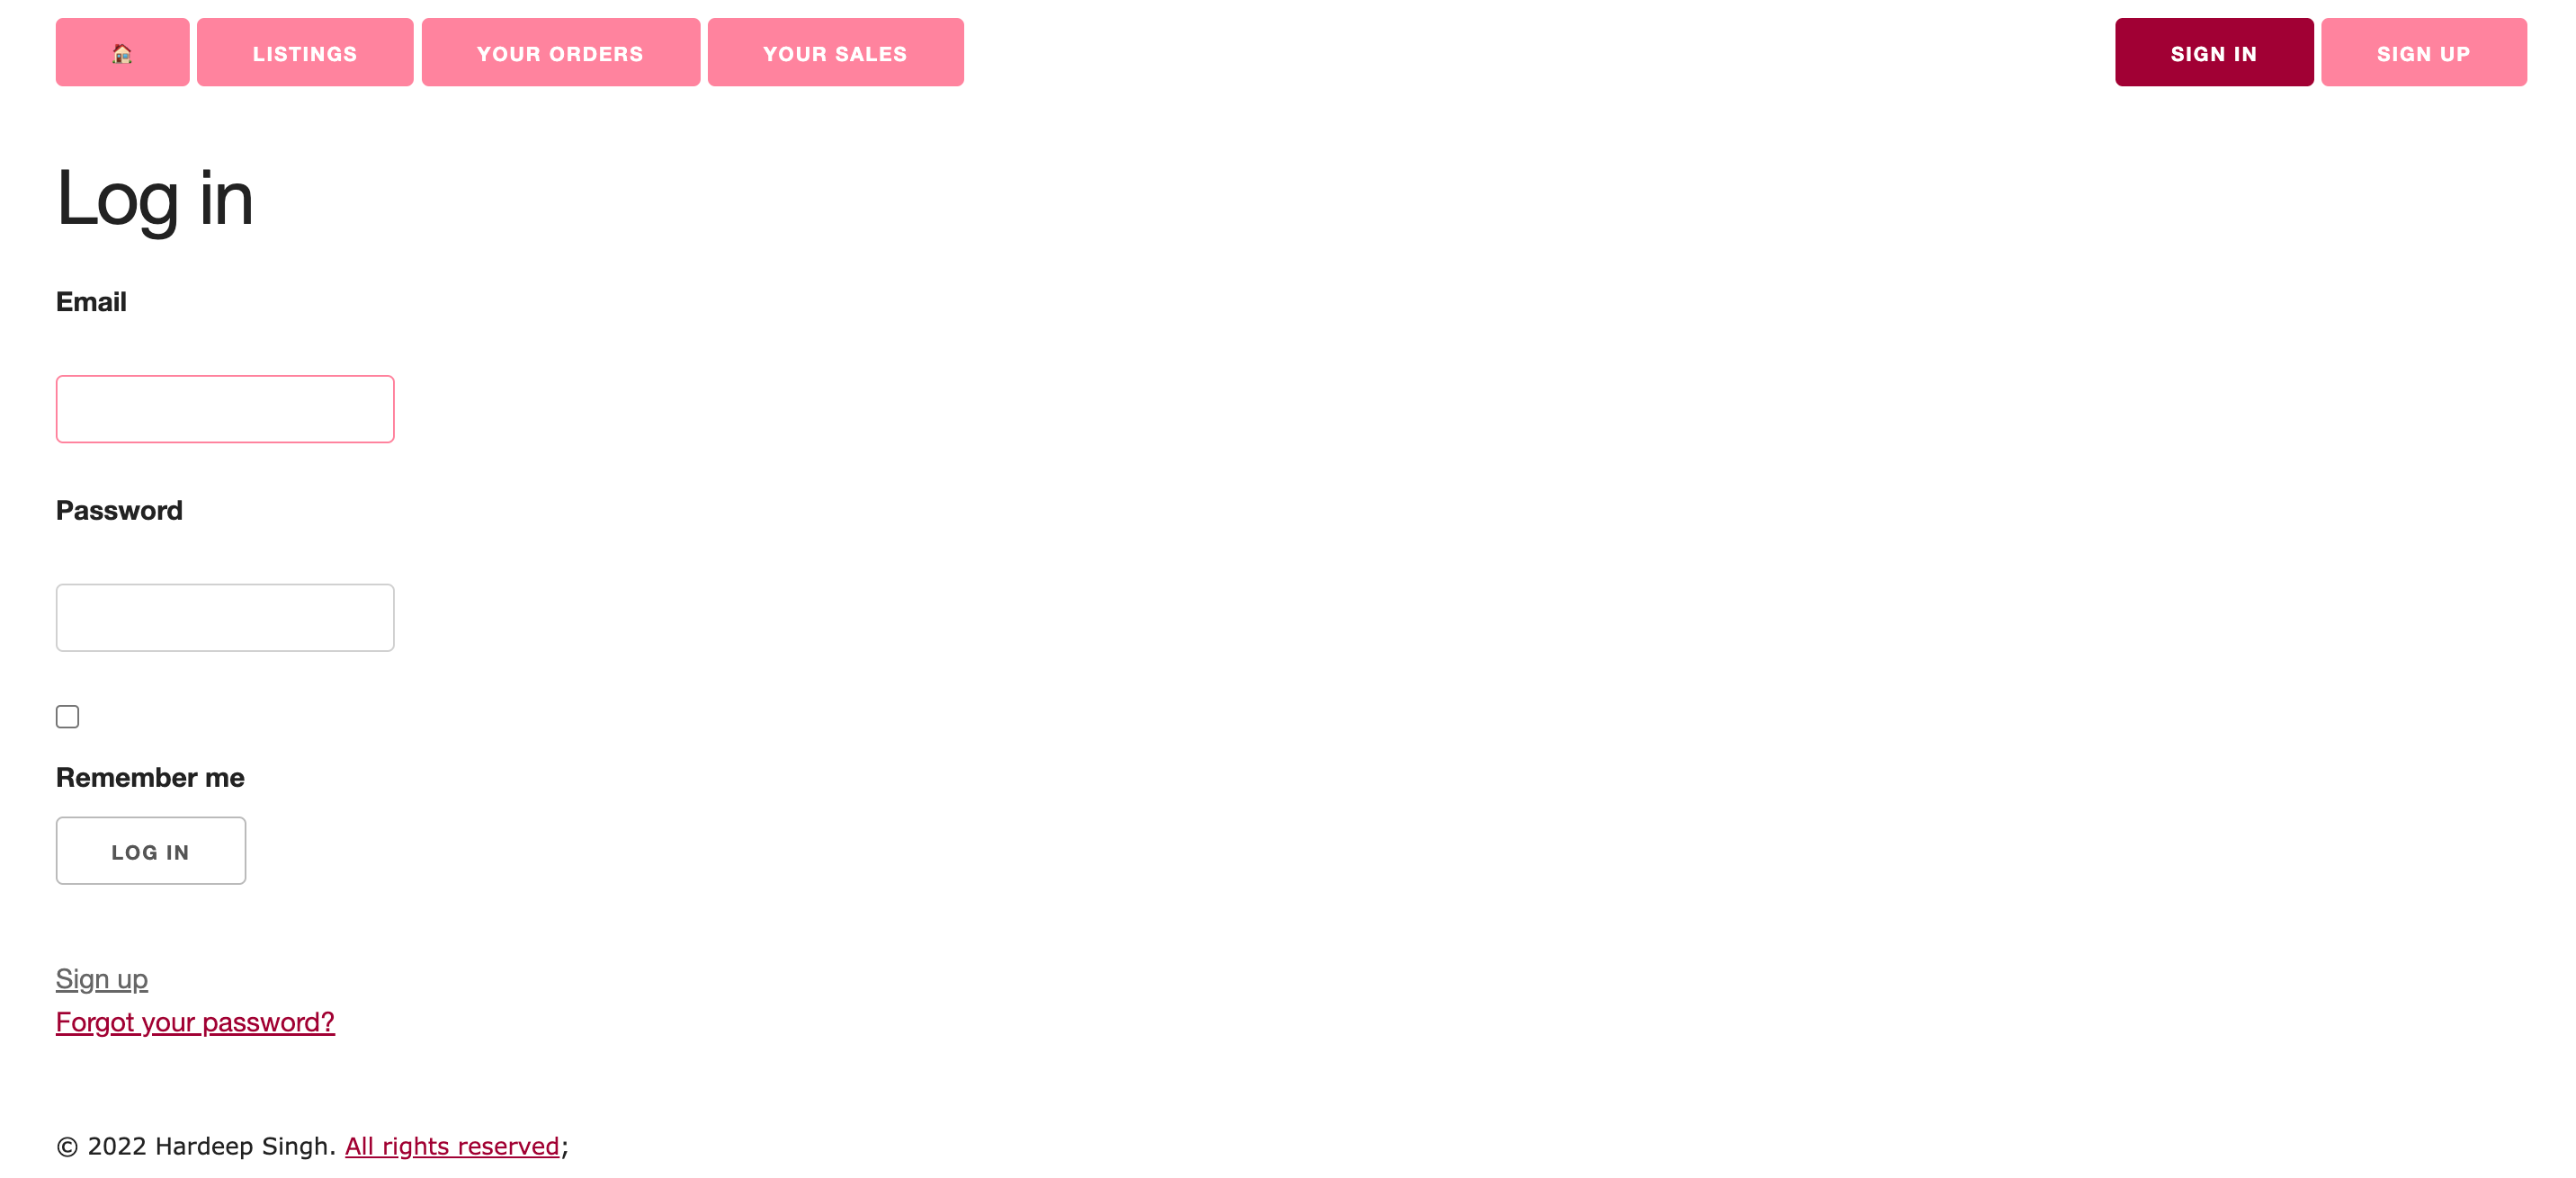 🏠 LISTINGS YOUR ORDERS YOUR SALES SIGN IN SIGN UP
Log in
Email
Password
Remember me
LOG IN
Sign up
Forgot your password?
© 2022 Hardeep Singh. All rights reserved;